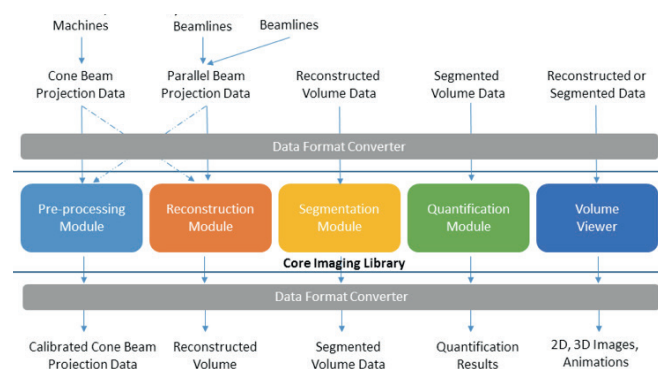 Machines
Beamlines
Beamlines
Cone Beam
Projection Data
Parallel Beam
Projection Data
Reconstructed
Volume Data
Segmented
Volume Data
Reconstructed or
Segmented Data
Data Format Converter
Pre-processing
Module
Reconstruction
Module
Segmentation
Module
Quantification
Module
Volume
Viewer
Core Imaging Library
Data Format Converter
Calibrated Cone Beam
Projection Data
Reconstructed
Volume
Segmented
Volume Data
Quantification
Results
2D, 3D Images,
Animations